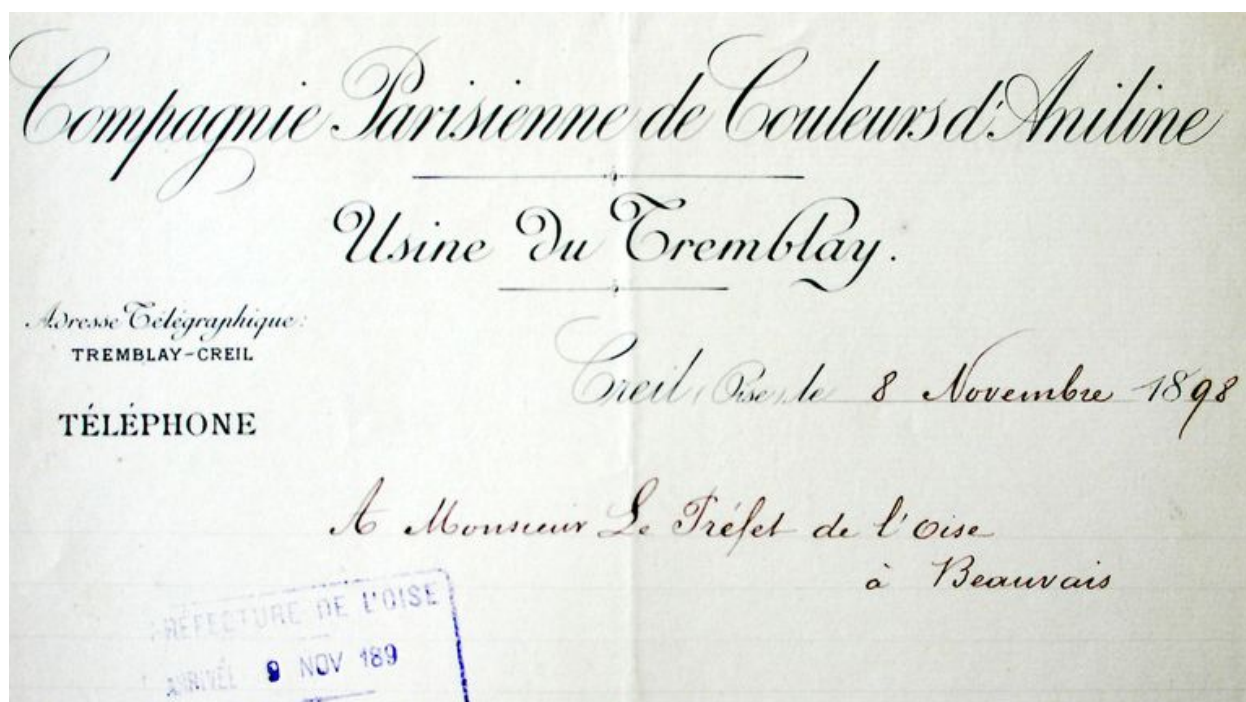 Compagnie Parisienne de Couleurs d'Aniline
Usine du Tremblay.
Adresse Télégraphique:
TREMBLAY-CREIL
TÉLÉPHONE
Creil (Oise), le 8 Novembre 1898
A Monsieur Le Préfet de l'Oise
à Beauvais
PRÉFECTURE DE L'OISE
ARRIVÉE 9 NOV 189